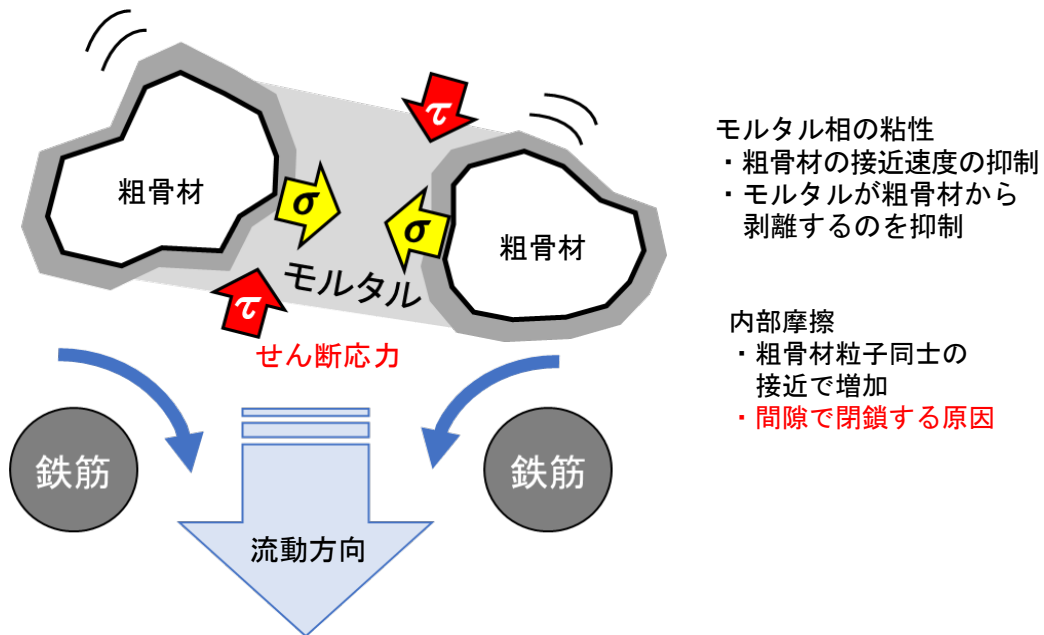 τ
粗骨材
σ
σ
粗骨材
モルタル
τ
せん断応力
鉄筋
鉄筋
流動方向
モルタル相の粘性
・粗骨材の接近速度の抑制
・モルタルが粗骨材から
剥離するのを抑制
内部摩擦
・粗骨材粒子同士の
接近で増加
・間隙で閉鎖する原因